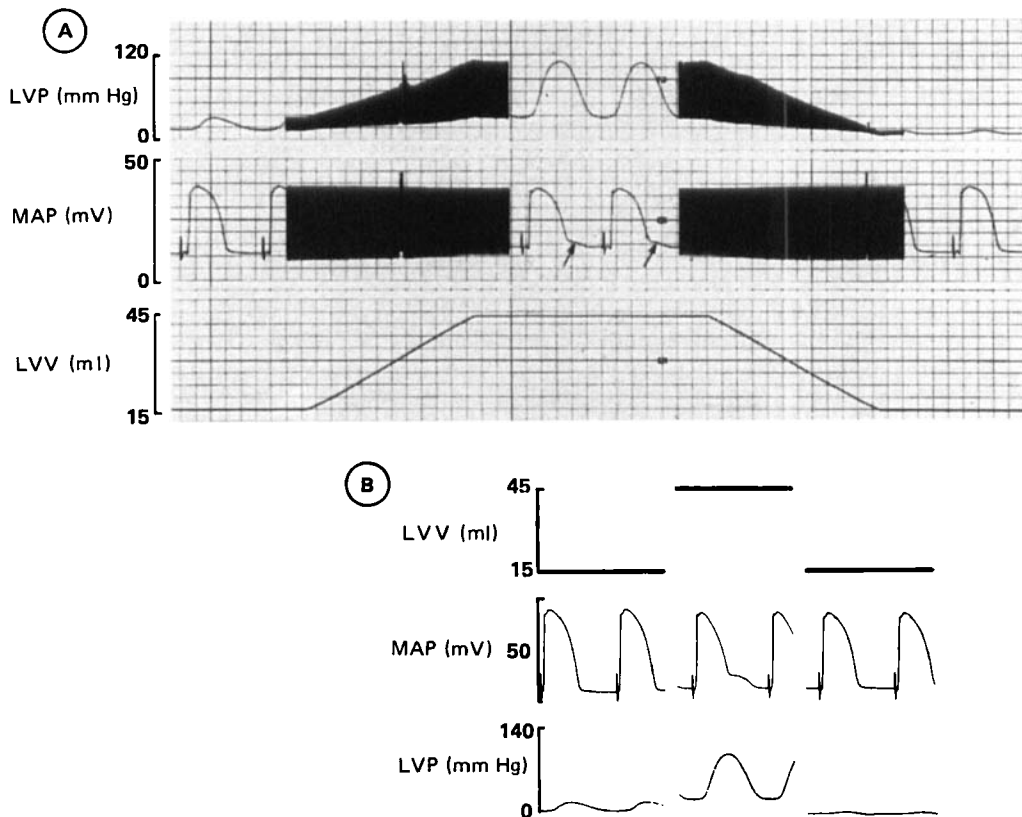 A
120
LVP (mm Hg)
0
50
MAP (mV)
0
45
LVV (ml)
15
B
45
LVV (ml)
15
MAP (mV) 50
140
LVP (mm Hg)
0